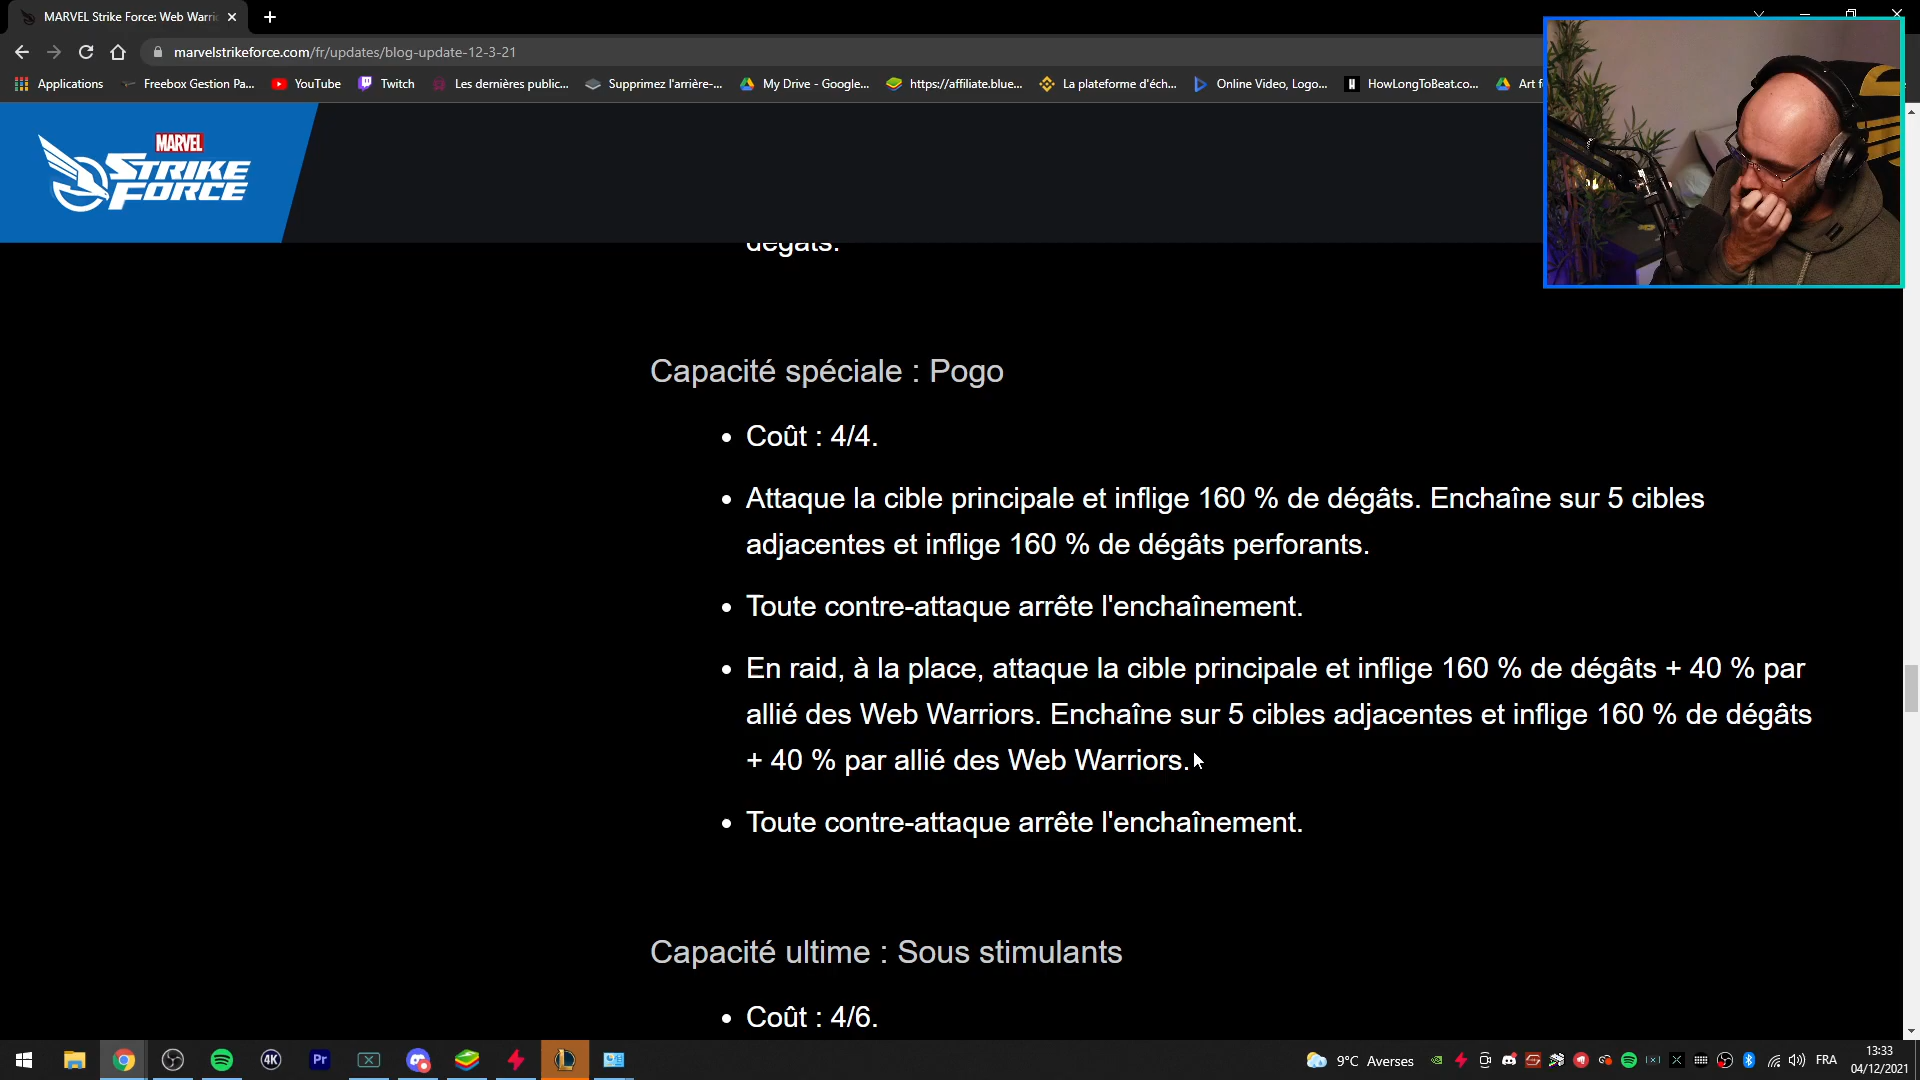 MARVEL Strike Force: Web Warri
marvelstrikeforce.com/fr/updates/blog-update-12-3-21
Applications
Freebox Gestion Pa...
YouTube
Twitch
Les dernières public...
Supprimez l'arrière-...
My Drive - Google...
https://affiliate.blue...
La plateforme d'éch...
Online Video, Logo...
HowLongToBeat.co...
Art f
MARVEL
STRIKE
FORCE
dégâts.
Capacité spéciale : Pogo
• Coût : 4/4.
• Attaque la cible principale et inflige 160 % de dégâts. Enchaîne sur 5 cibles
adjacentes et inflige 160 % de dégâts perforants.
• Toute contre-attaque arrête l'enchaînement.
• En raid, à la place, attaque la cible principale et inflige 160 % de dégâts + 40 % par
allié des Web Warriors. Enchaîne sur 5 cibles adjacentes et inflige 160 % de dégâts
+ 40 % par allié des Web Warriors.
• Toute contre-attaque arrête l'enchaînement.
Capacité ultime : Sous stimulants
• Coût : 4/6.
4K
Pr
9°C Averses
FRA
13:33
04/12/2021